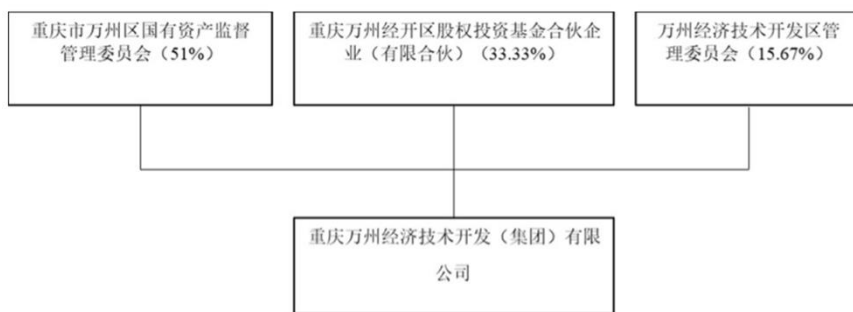 重庆市万州区国有资产监督
管理委员会（51%）
重庆万州经开区股权投资基金合伙企
业（有限合伙）（33.33%）
万州经济技术开发区管
理委员会（15.67%）
重庆万州经济技术开发（集团）有限
公司